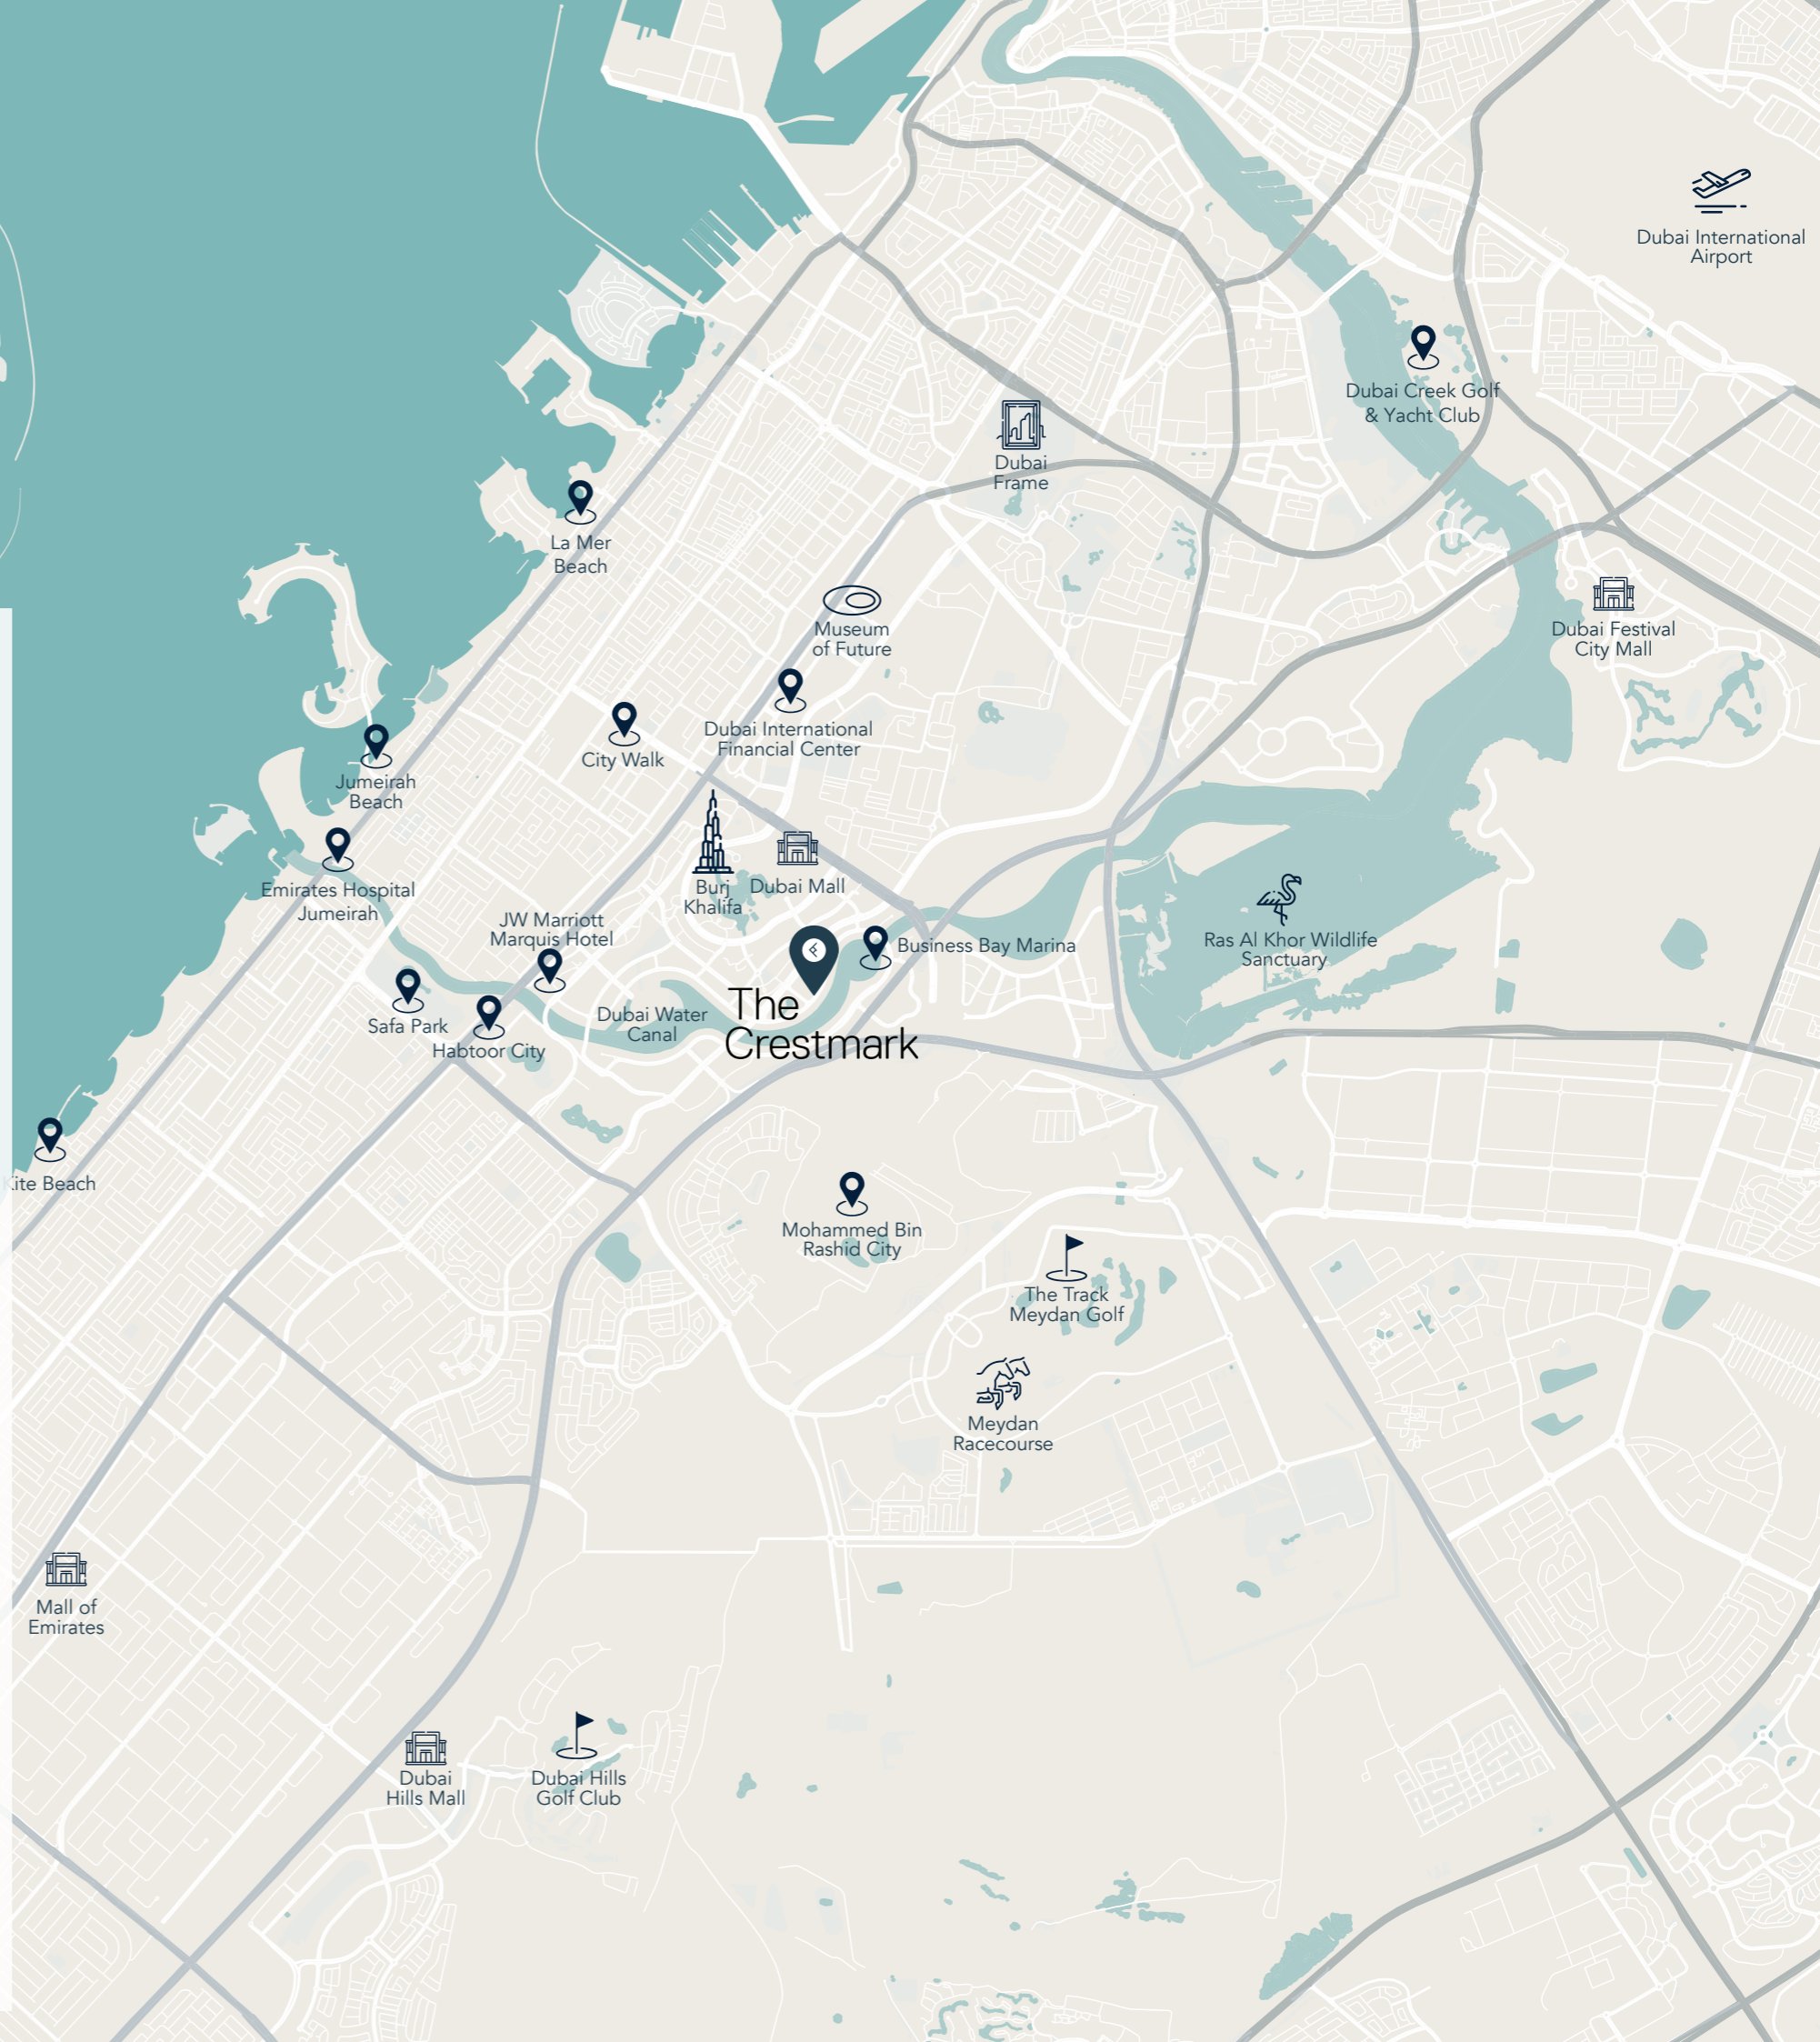 Dubai International
Airport
Dubai Creek Golf
& Yacht Club
Dubai
Frame
La Mer
Beach
Museum
of Future
Dubai Festival
City Mall
Dubai International
Financial Center
City Walk
Jumeirah
Beach
Burj
Khalifa
Dubai Mall
Emirates Hospital
Jumeirah
JW Marriott
Marquis Hotel
Business Bay Marina
Ras Al Khor Wildlife
Sanctuary
Safa Park
Habtoor City
Dubai Water
Canal
The
Crestmark
Kite Beach
Mohammed Bin
Rashid City
The Track
Meydan Golf
Meydan
Racecourse
Mall of
Emirates
Dubai
Hills Mall
Dubai Hills
Golf Club